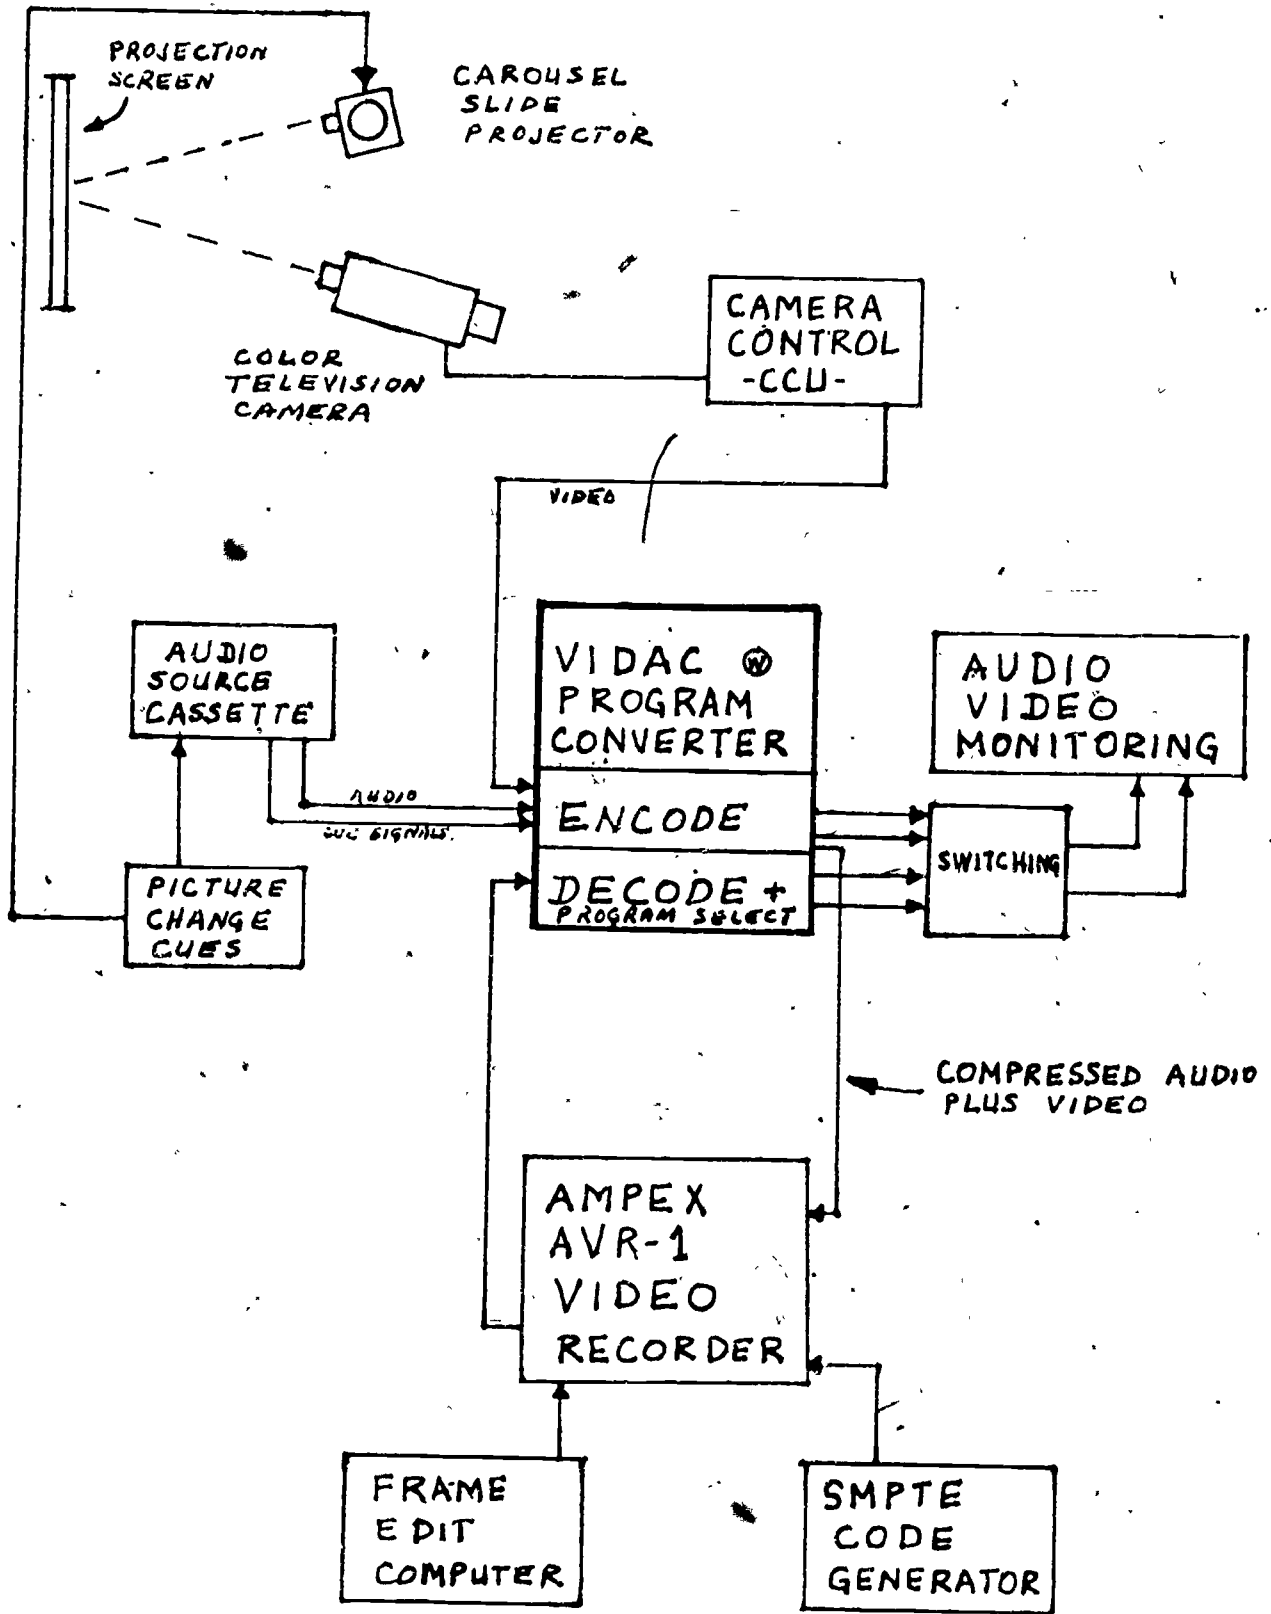 PROJECTION
SCREEN
CAROUSEL
SLIDE
PROJECTOR
COLOR
TELEVISION
CAMERA
CAMERA
CONTROL
-CCU-
VIDEO
AUDIO
SOURCE
CASSETTE
VIDAC Ⓦ
PROGRAM
CONVERTER
AUDIO
VIDEO
MONITORING
AUDIO
CUE SIGNALS.
ENCODE
SWITCHING
PICTURE
CHANGE
CUES
DECODE +
PROGRAM SELECT
COMPRESSED AUDIO
PLUS VIDEO
AMPEX
AVR-1
VIDEO
RECORDER
FRAME
EDIT
COMPUTER
SMPTE
CODE
GENERATOR